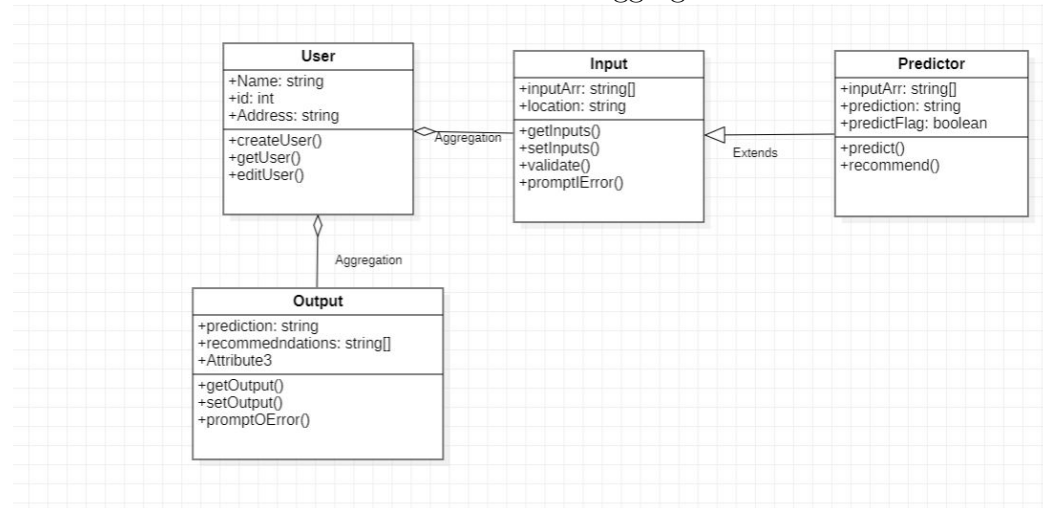 User
+Name: string
+id: int
+Address: string
+createUser()
+getUser()
+editUser()
Aggregation
Input
+inputArr: string[]
+location: string
+getInputs()
+setInputs()
+validate()
+promptIError()
Extends
Predictor
+inputArr: string[]
+prediction: string
+predictFlag: boolean
+predict()
+recommend()
Aggregation
Output
+prediction: string
+recommedndations: string[]
+Attribute3
+getOutput()
+setOutput()
+promptOError()